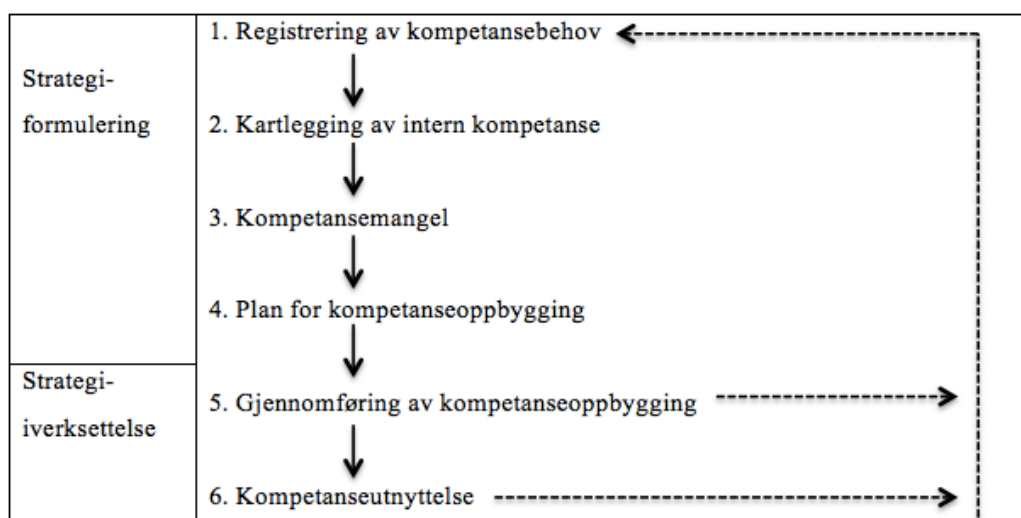 Strategi-
formulering
1. Registrering av kompetansebehov
2. Kartlegging av intern kompetanse
3. Kompetansemangel
4. Plan for kompetanseoppbygging
Strategi-
iverksettelse
5. Gjennomføring av kompetanseoppbygging
6. Kompetanseutnyttelse